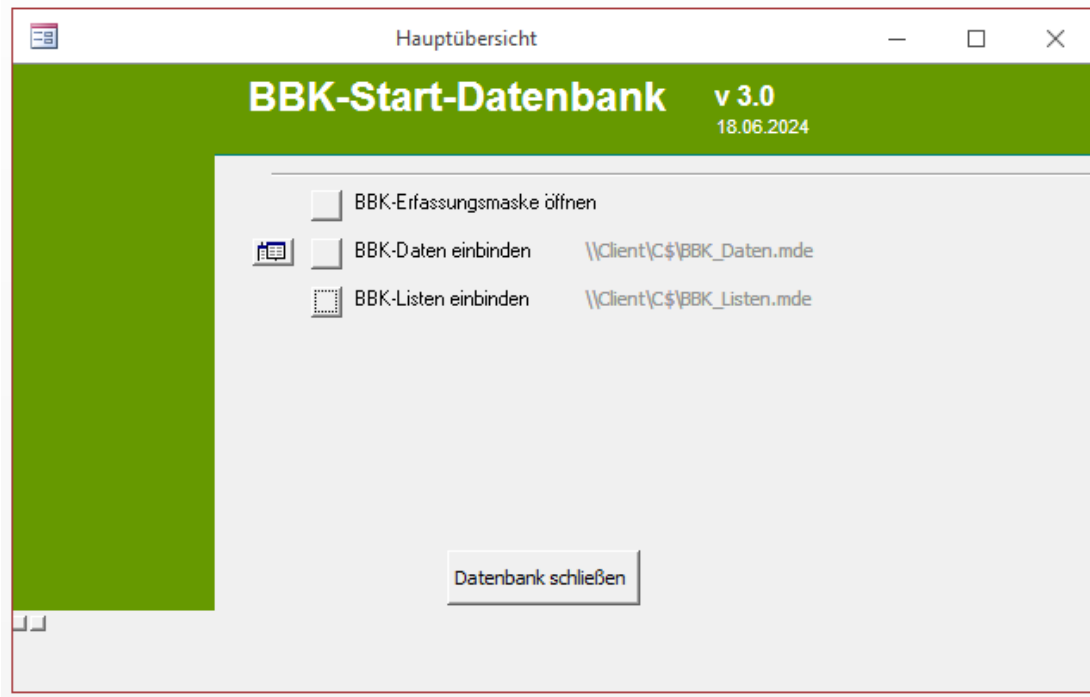 Hauptübersicht
BBK-Start-Datenbank v 3.0
18.06.2024
BBK-Erfassungsmaske öffnen
BBK-Daten einbinden \\Client\C$\BBK_Daten.mde
BBK-Listen einbinden \\Client\C$\BBK_Listen.mde
Datenbank schließen